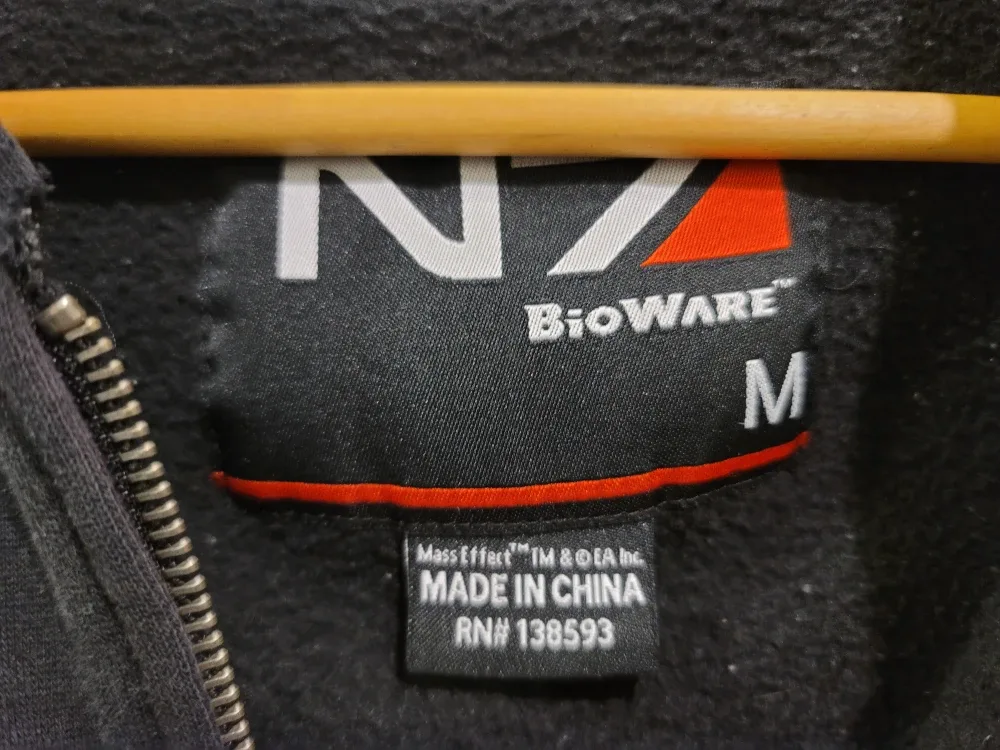 N7
BIOWARE™
M
Mass Effect™ TM & © EA Inc.
MADE IN CHINA
RN# 138593